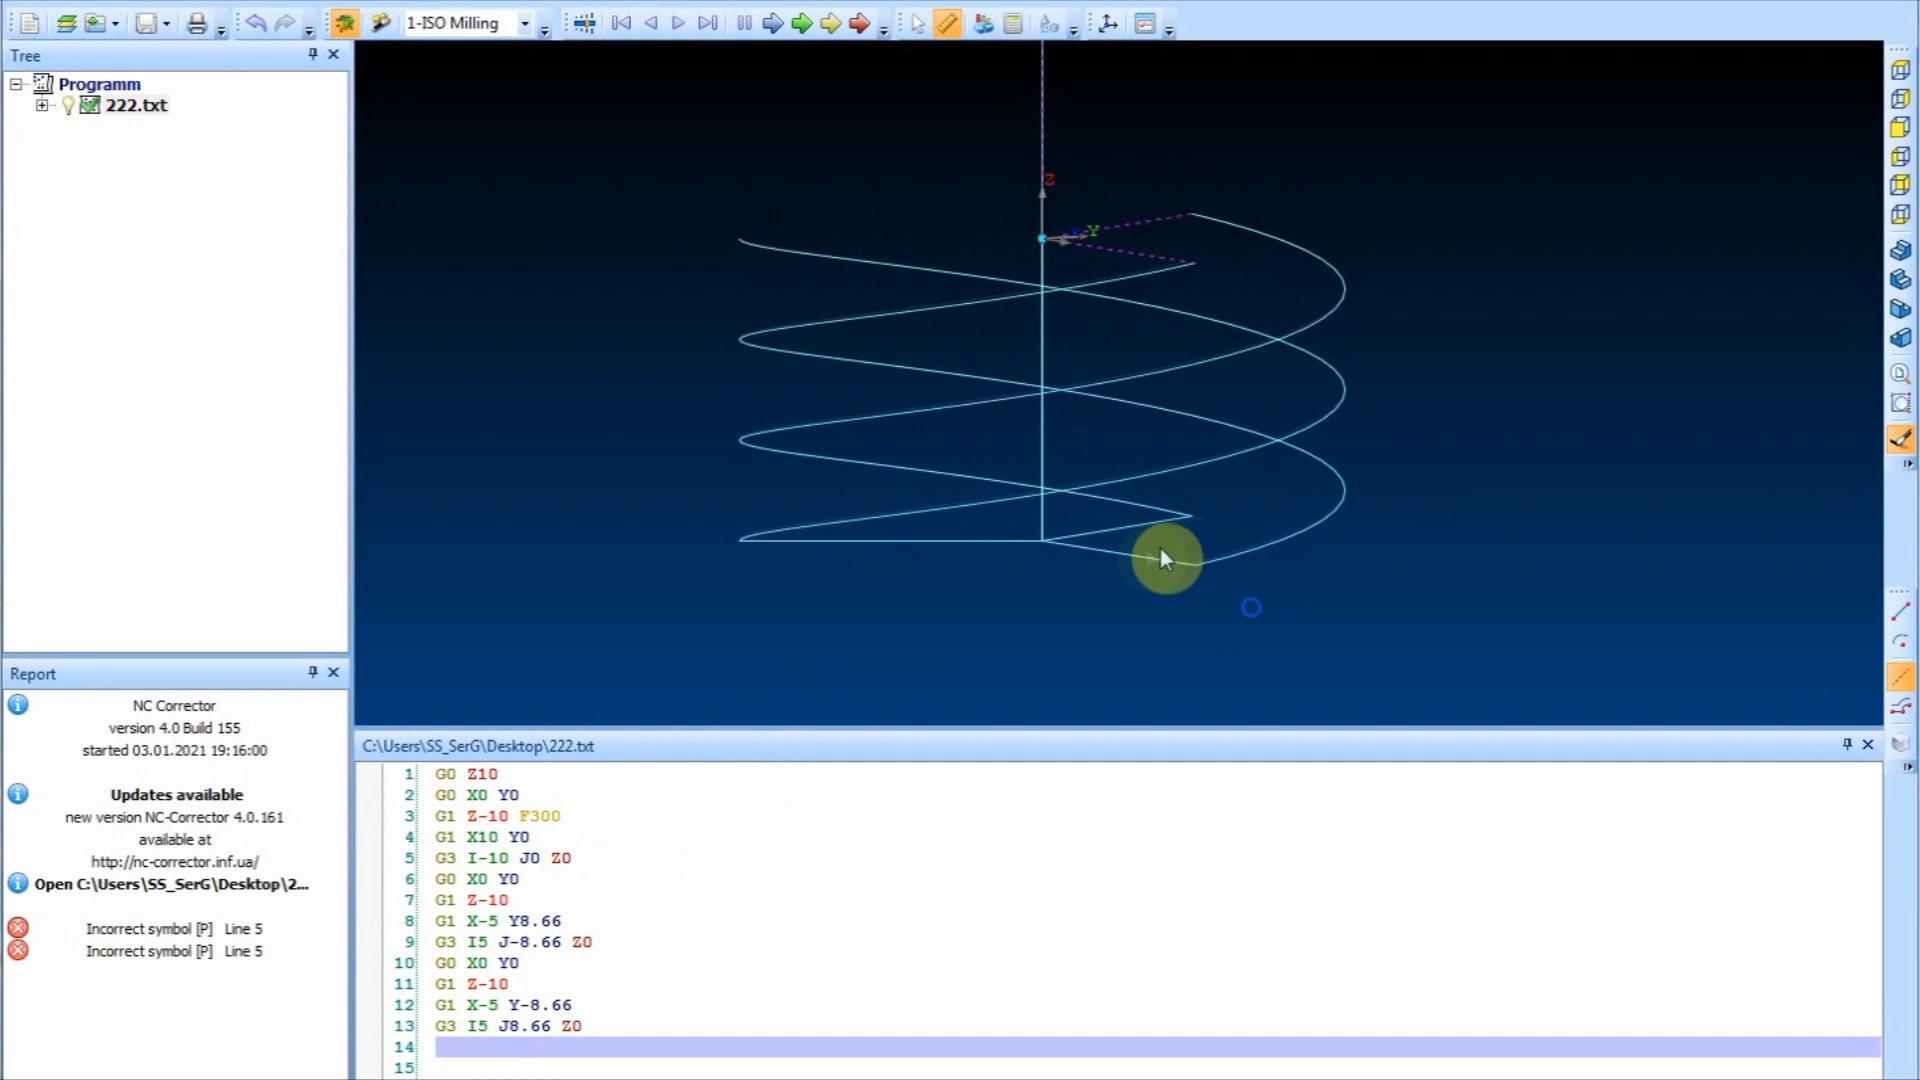 1-ISO Milling
Tree
Programm
222.txt
Z
Y
Report
NC Corrector
version 4.0 Build 155
started 03.01.2021 19:16:00
Updates available
new version NC-Corrector 4.0.161
available at
http://nc-corrector.inf.ua/
Open C:\Users\SS_SerG\Desktop\2...
Incorrect symbol [P] Line 5
Incorrect symbol [P] Line 5
C:\Users\SS_SerG\Desktop\222.txt
1 G0 Z10
2 G0 X0 Y0
3 G1 Z-10 F300
4 G1 X10 Y0
5 G3 I-10 J0 Z0
6 G0 X0 Y0
7 G1 Z-10
8 G1 X-5 Y8.66
9 G3 I5 J-8.66 Z0
10 G0 X0 Y0
11 G1 Z-10
12 G1 X-5 Y-8.66
13 G3 I5 J8.66 Z0
14
15